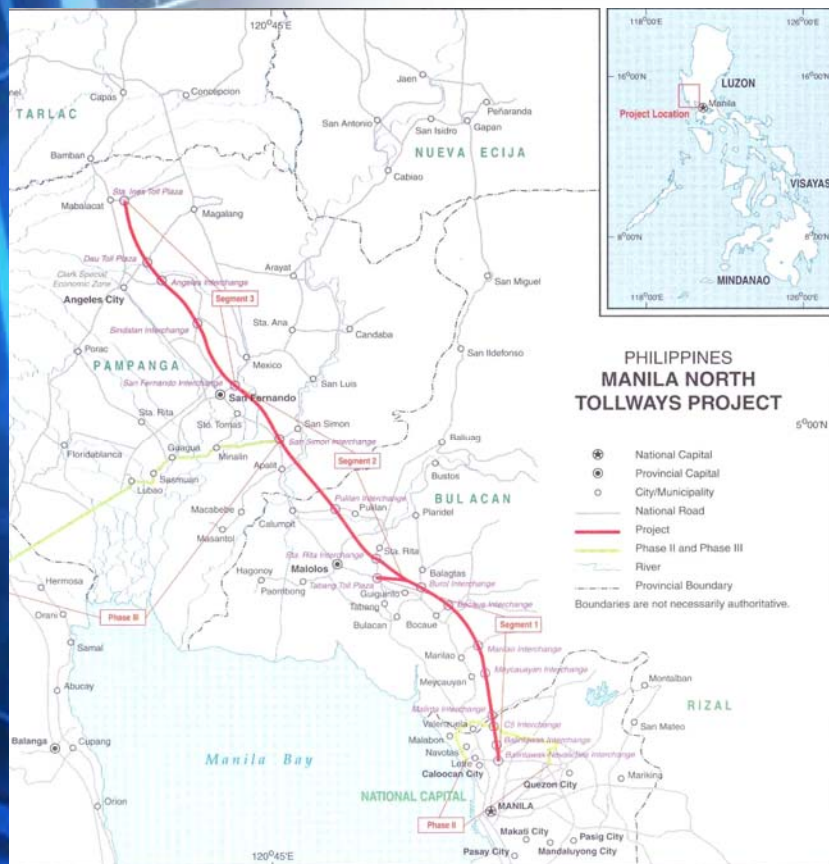 120°45'E
118°00'E
126°00'E
16°00'N
16°00'N
LUZON
Manila
Project Location
VISAYAS
8°00'N
8°00'N
MINDANAO
118°00'E
126°00'E
Capas
Concepcion
TARLAC
Jaen
Peñaranda
San Antonio
San Isidro
Gapan
NUEVA ECIJA
Bamban
Cabiao
Sta. Ines Toll Plaza
Mabalacat
Magalang
Dau Toll Plaza
Clark Special
Economic Zone
Angeles Interchange
Arayat
San Miguel
Angeles City
Segment 3
Sindalan Interchange
Sta. Ana
Candaba
Porac
Mexico
San Ildefonso
PAMPANGA
San Fernando Interchange
San Luis
San Fernando
Sta. Rita
Sto. Tomas
San Simon
San Simon Interchange
Baliuag
Floridablanca
Guagua
Minalin
Apalit
Segment 2
Sasmuan
Lubao
Bustos
Macabebe
Pulilan Interchange
BULACAN
Masantol
Calumpit
Pulilan
Plaridel
Sta. Rita Interchange
Sta. Rita
Malolos
Balagtas
Hagonoy
Tabang Toll Plaza
Burol Interchange
Paombong
Guiguinto
Tabang
Bocaue Interchange
Bulacan
Bocaue
Segment 1
Hermosa
Orani
Phase III
Samal
Marilao
Marilao Interchange
Meycauayan
Meycauayan Interchange
Montalban
Abucay
RIZAL
Valenzuela
C5 Interchange
San Mateo
Balanga
Cupang
Manila Bay
Malabon
Balintawak Interchange
Navotas
Caloocan City
Quezon City
Orion
NATIONAL CAPITAL
MANILA
Phase II
Makati City
Pasig City
Pasay City
Mandaluyong City
120°45'E
PHILIPPINES
MANILA NORTH
TOLLWAYS PROJECT
5°00'N
National Capital
Provincial Capital
City/Municipality
National Road
Project
Phase II and Phase III
River
Provincial Boundary
Boundaries are not necessarily authoritative.